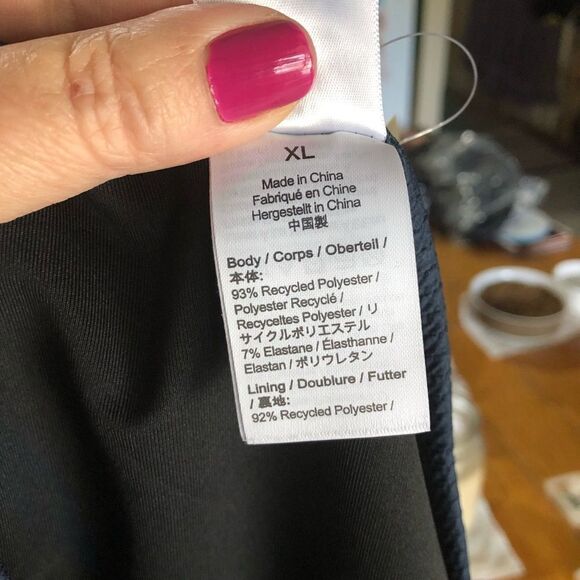 XL
Made in China
Fabriqué en Chine
Hergestellt in China
中国製
Body / Corps / Oberteil /
本体:
93% Recycled Polyester /
Polyester Recyclé /
Recyceltes Polyester / リ
サイクルポリエステル
7% Elastane / Élasthanne /
Elastan / ポリウレタン
Lining / Doublure / Futter
/ 裏地:
92% Recycled Polyester /